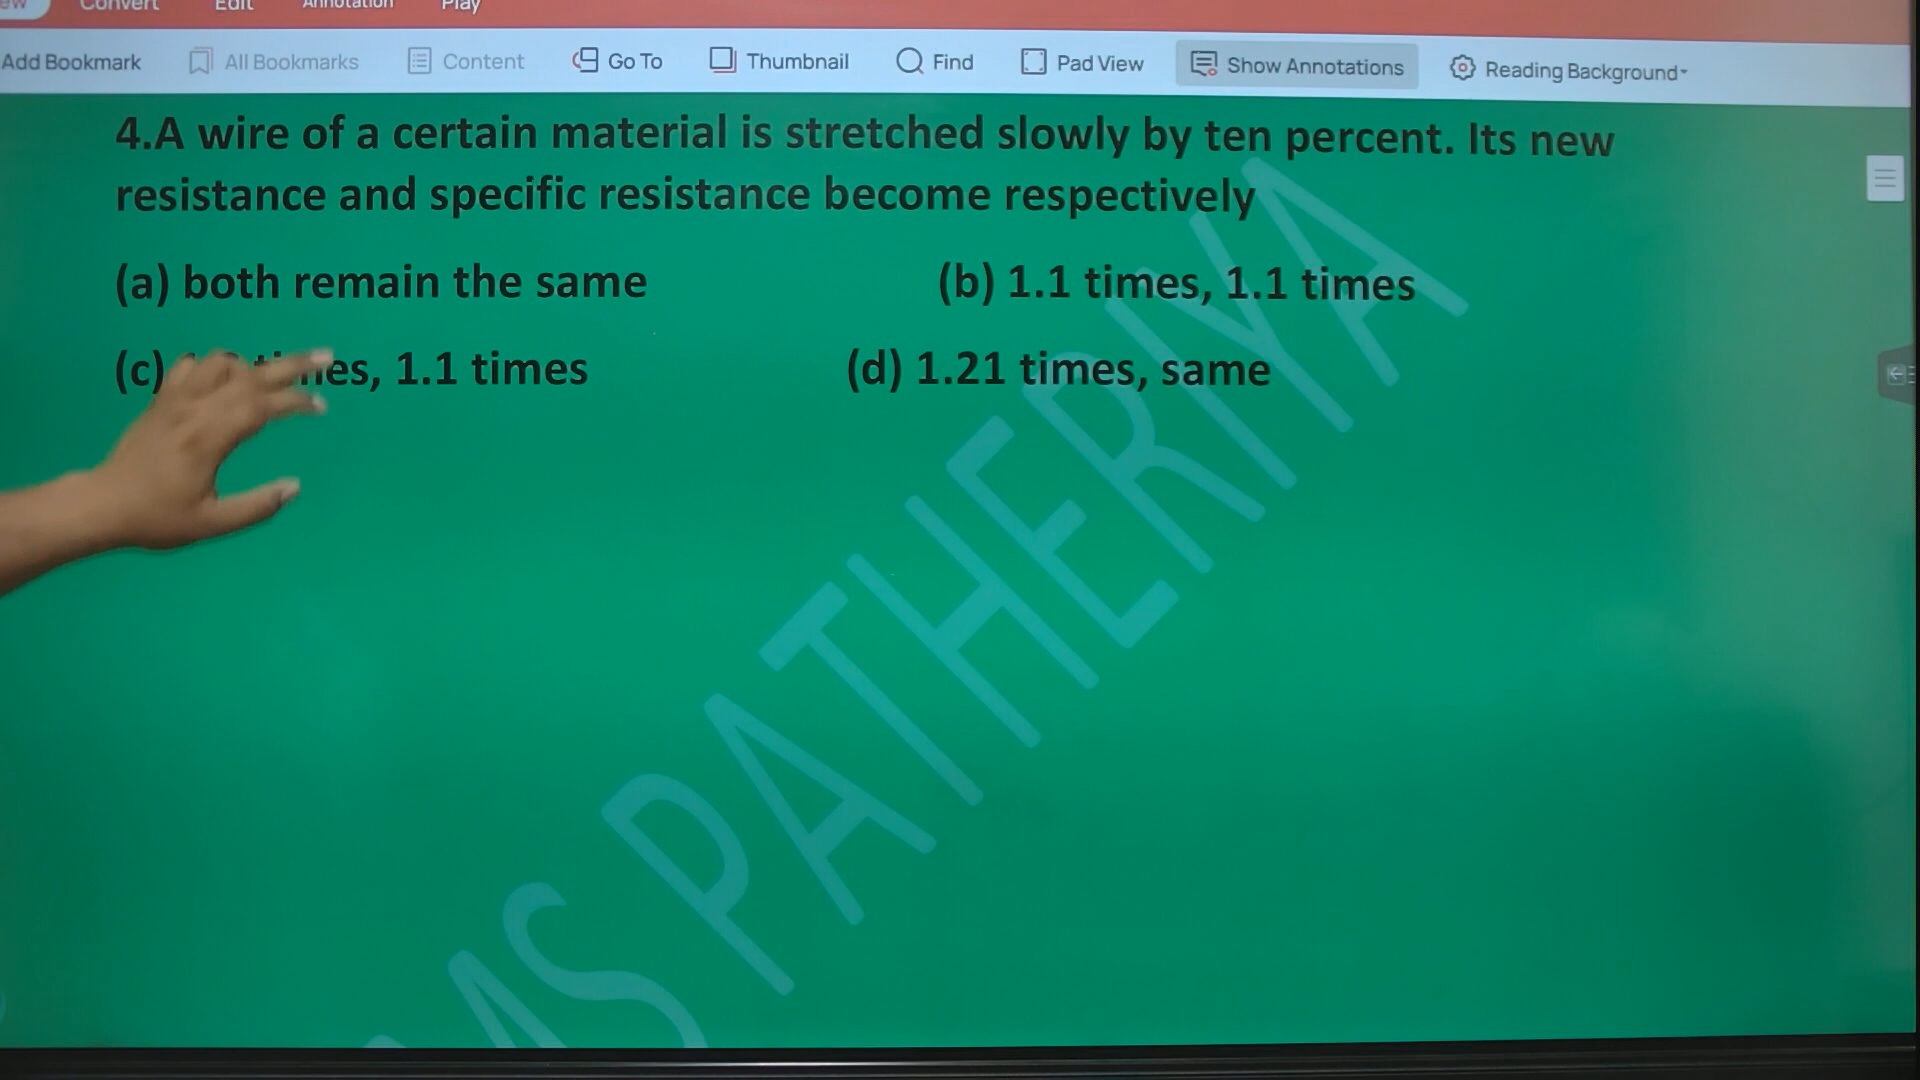 Convert Edit Annotation Play
Add Bookmark All Bookmarks Content Go To Thumbnail Find Pad View Show Annotations Reading Background
4.A wire of a certain material is stretched slowly by ten percent. Its new
resistance and specific resistance become respectively
(a) both remain the same (b) 1.1 times, 1.1 times
(c) times, 1.1 times (d) 1.21 times, same
MS PATHERIYA